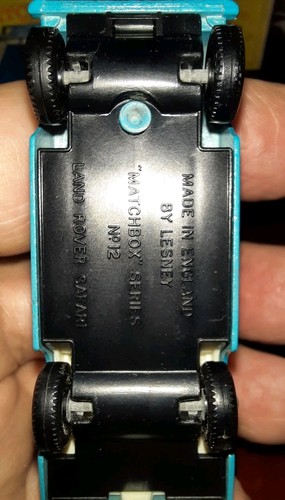 MADE IN ENGLAND
BY LESNEY
"MATCHBOX" SERIES
Nº12
LAND ROVER SAFARI